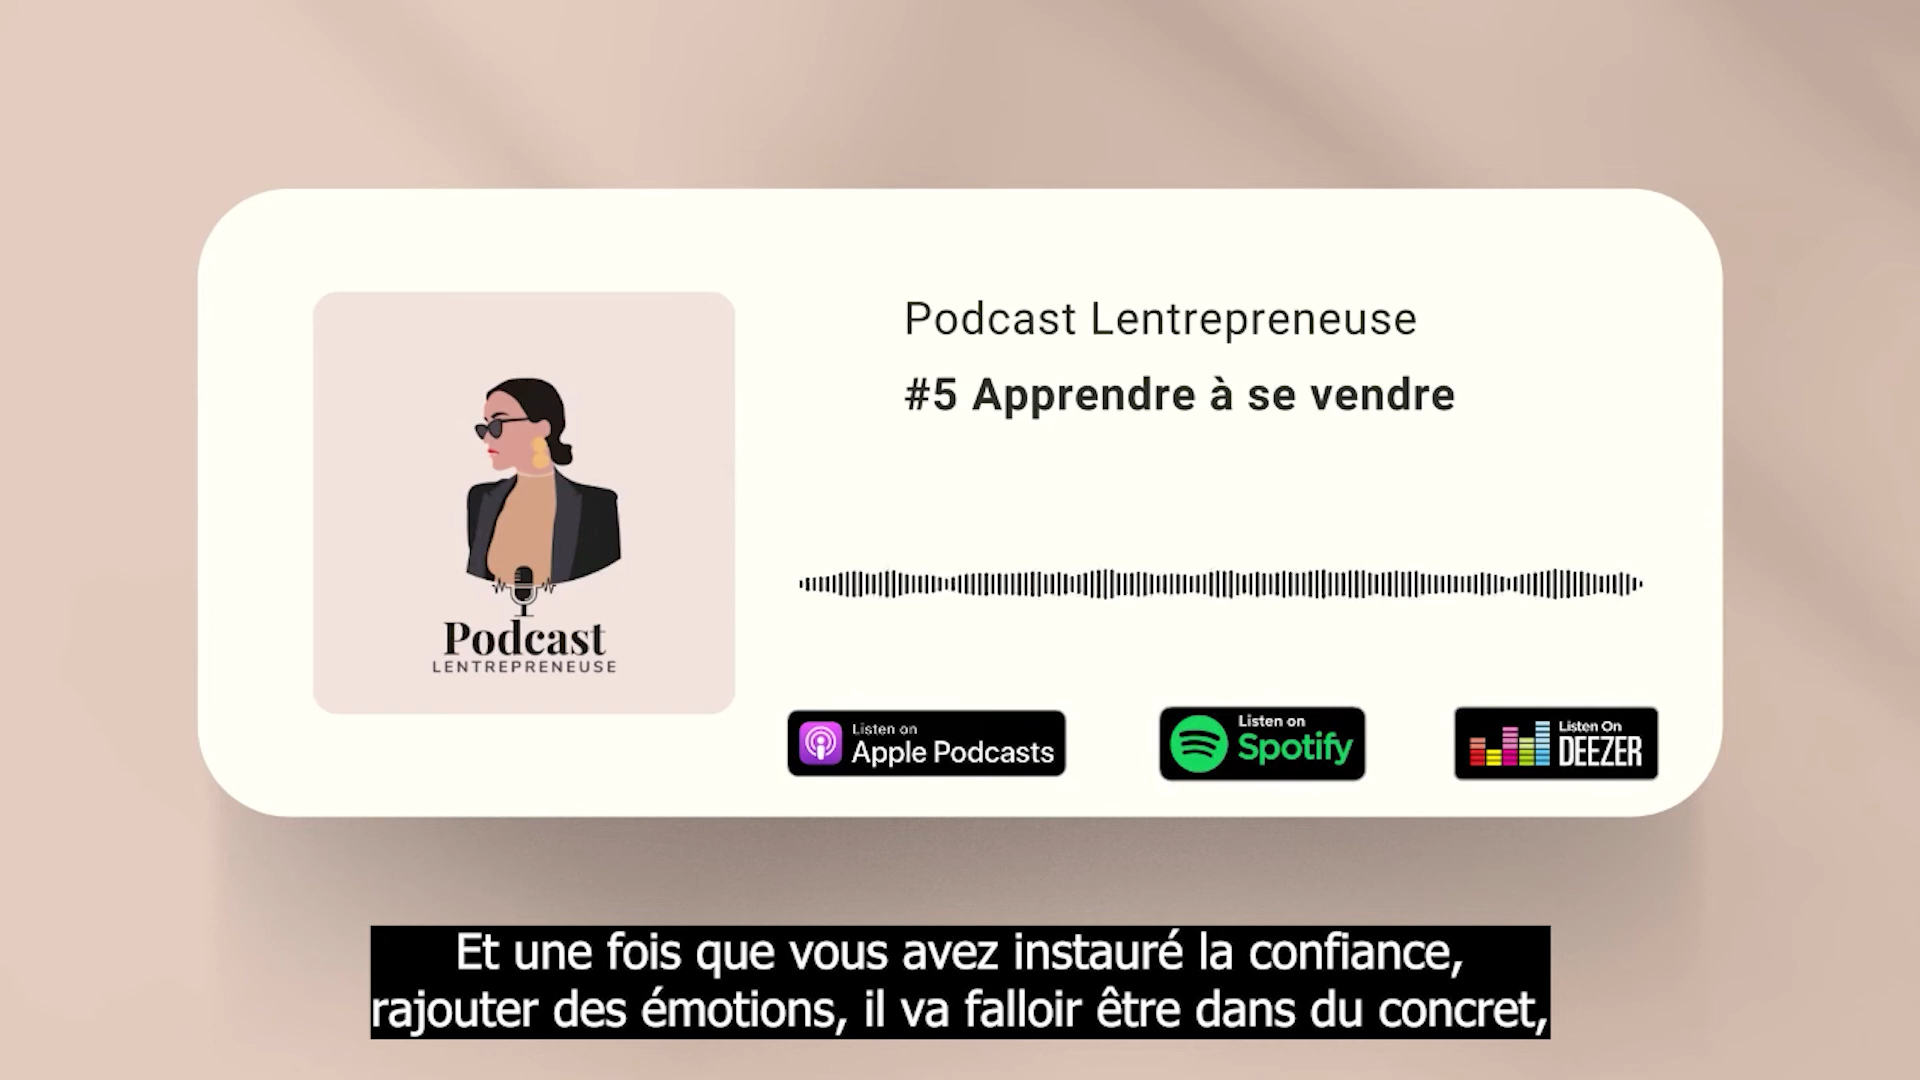 Podcast Lentrepreneuse
#5 Apprendre à se vendre
Podcast
LENTREPRENEUSE
Listen on
Apple Podcasts
Listen on
Spotify
Listen On
DEEZER
Et une fois que vous avez instauré la confiance,
rajouter des émotions, il va falloir être dans du concret,